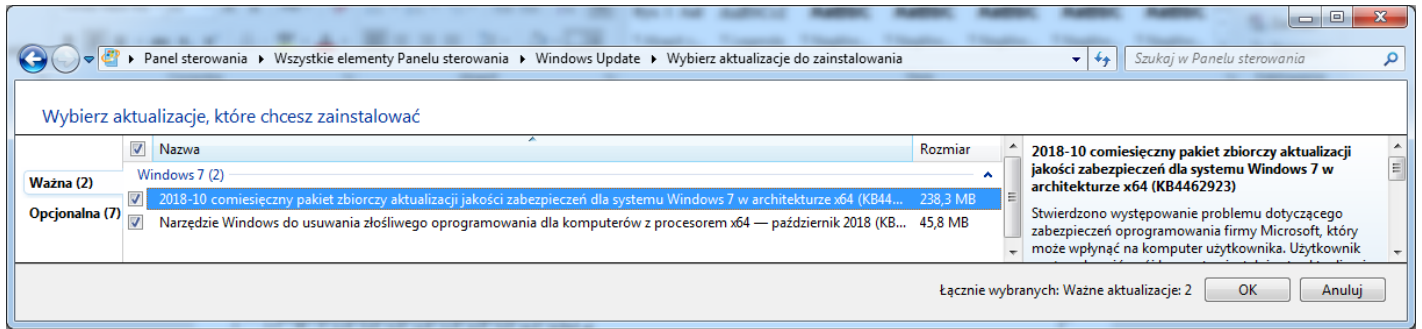 Panel sterowania ▸ Wszystkie elementy Panelu sterowania ▸ Windows Update ▸ Wybierz aktualizacje do zainstalowania
Szukaj w Panelu sterowania
Wybierz aktualizacje, które chcesz zainstalować
Nazwa
Rozmiar
Ważna (2)
Opcjonalna (7)
Windows 7 (2)
2018-10 comiesięczny pakiet zbiorczy aktualizacji jakości zabezpieczeń dla systemu Windows 7 w architekturze x64 (KB44... 238,3 MB
Narzędzie Windows do usuwania złośliwego oprogramowania dla komputerów z procesorem x64 — październik 2018 (KB... 45,8 MB
2018-10 comiesięczny pakiet zbiorczy aktualizacji
jakości zabezpieczeń dla systemu Windows 7 w
architekturze x64 (KB4462923)
Stwierdzono występowanie problemu dotyczącego
zabezpieczeń oprogramowania firmy Microsoft, który
może wpłynąć na komputer użytkownika. Użytkownik
Łącznie wybranych: Ważne aktualizacje: 2
OK
Anuluj